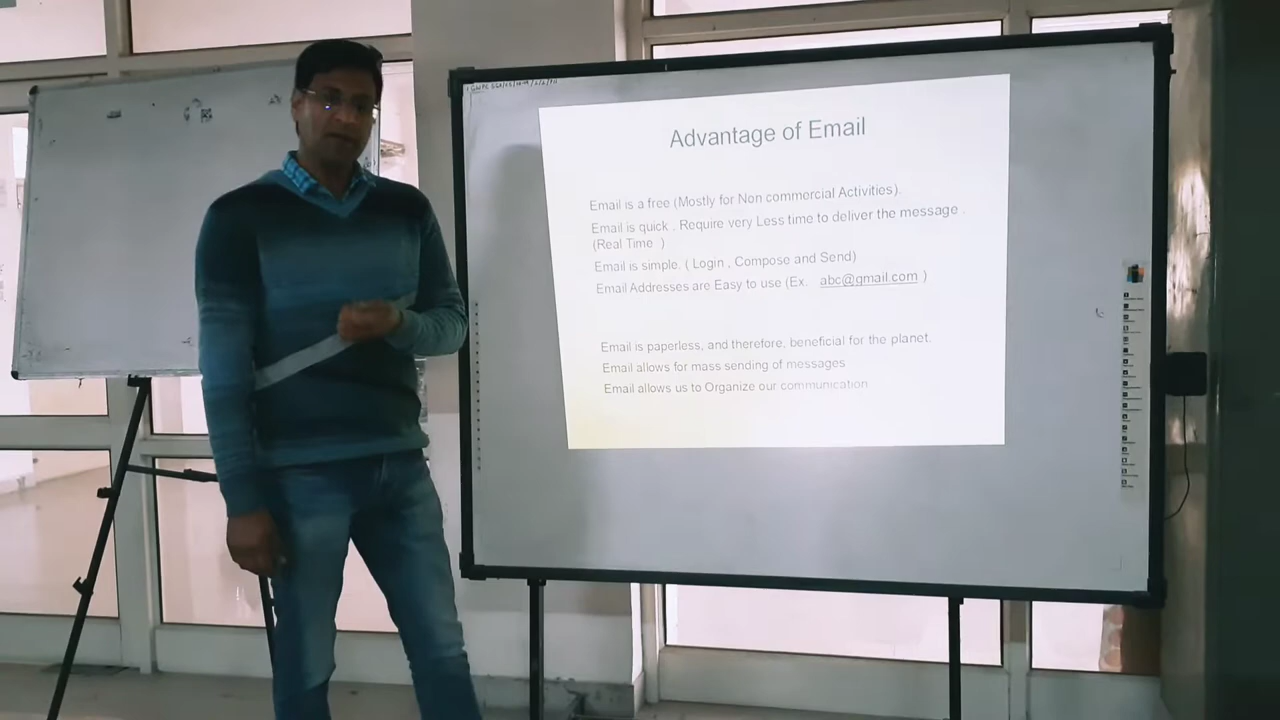 Advantage of Email
Email is a free (Mostly for Non commercial Activities).
Email is quick . Require very Less time to deliver the message .
(Real Time )
Email is simple. ( Login , Compose and Send)
Email Addresses are Easy to use (Ex. abc@gmail.com )
Email is paperless, and therefore, beneficial for the planet.
Email allows for mass sending of messages
Email allows us to Organize our communication